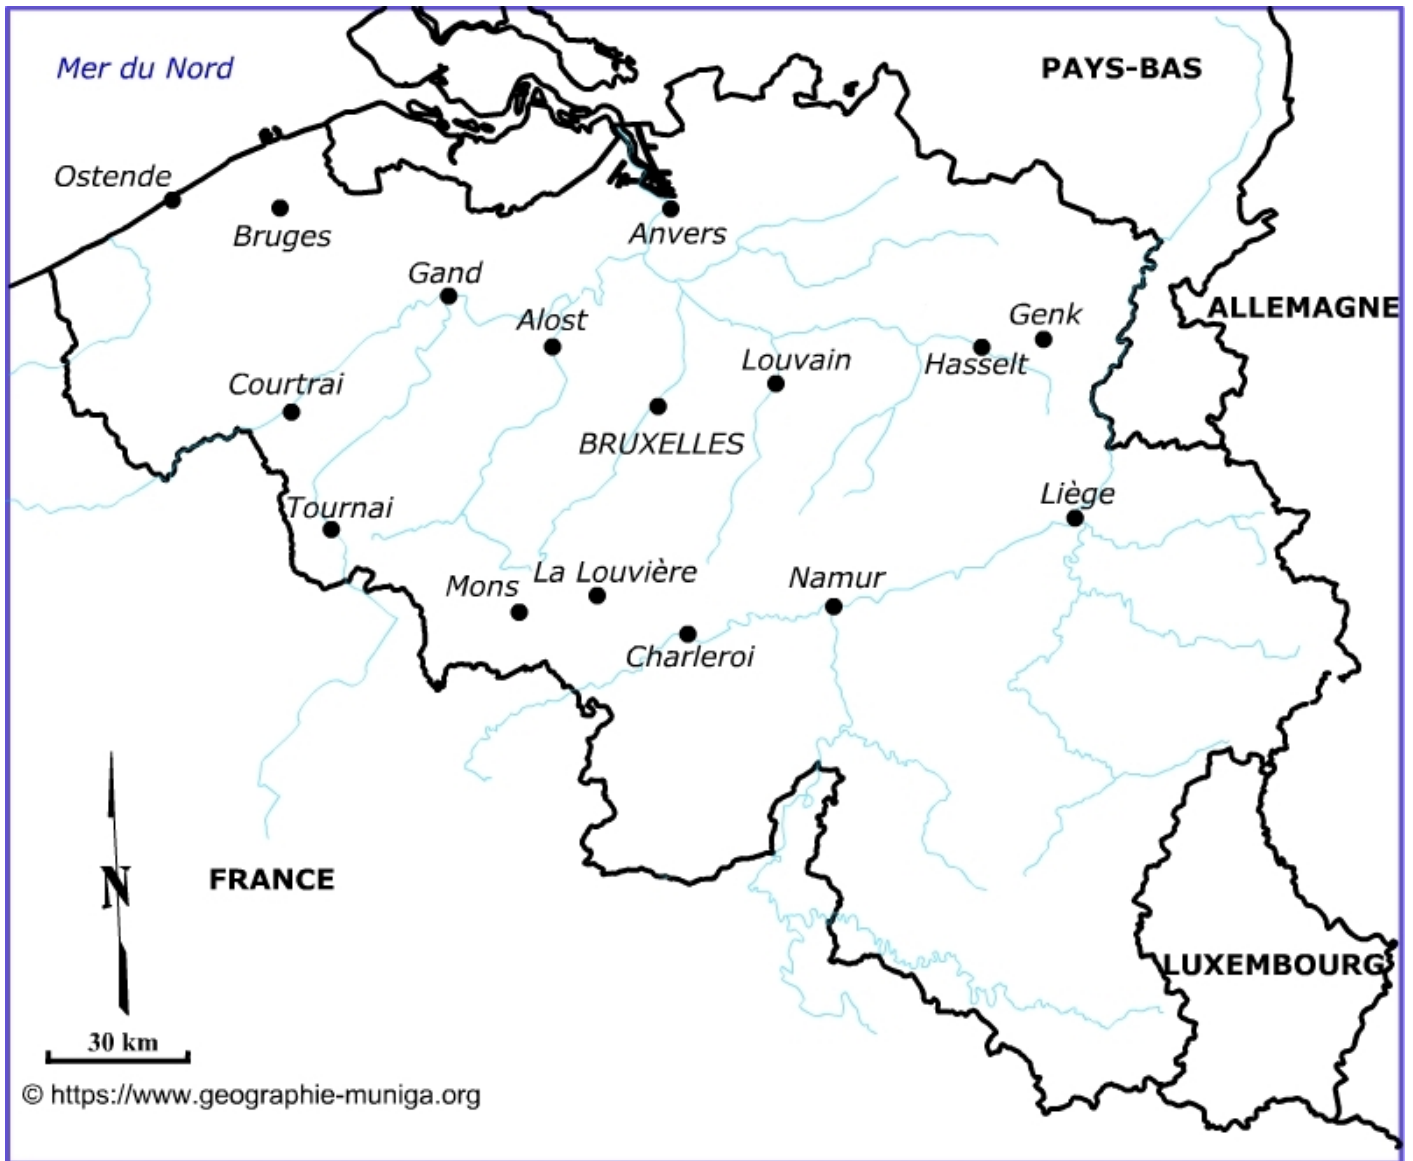 Mer du Nord
PAYS-BAS
Ostende
Bruges
Anvers
Gand
ALLEMAGNE
Alost
Genk
Louvain
Hasselt
Courtrai
BRUXELLES
Liège
Tournai
La Louvière
Namur
Mons
Charleroi
FRANCE
N
LUXEMBOURG
30 km
© https://www.geographie-muniga.org